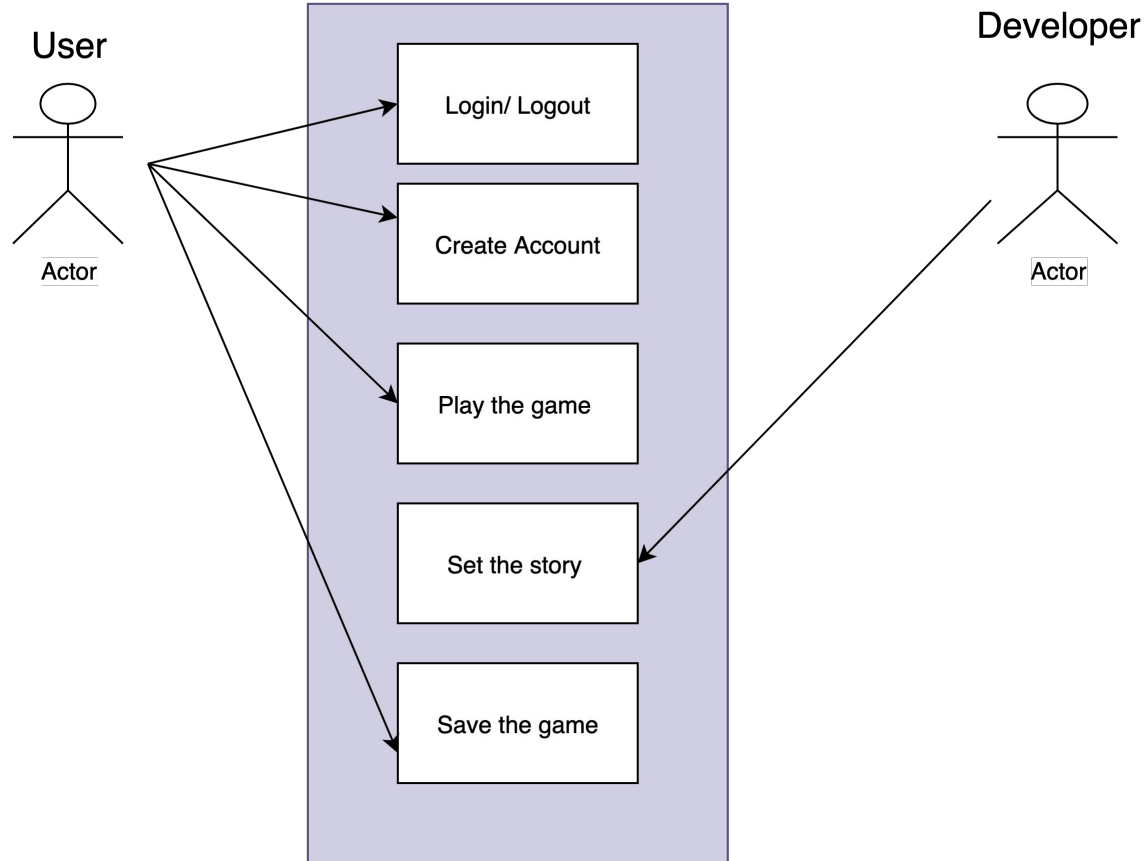 User
Developer
Login/ Logout
Create Account
Actor
Actor
Play the game
Set the story
Save the game